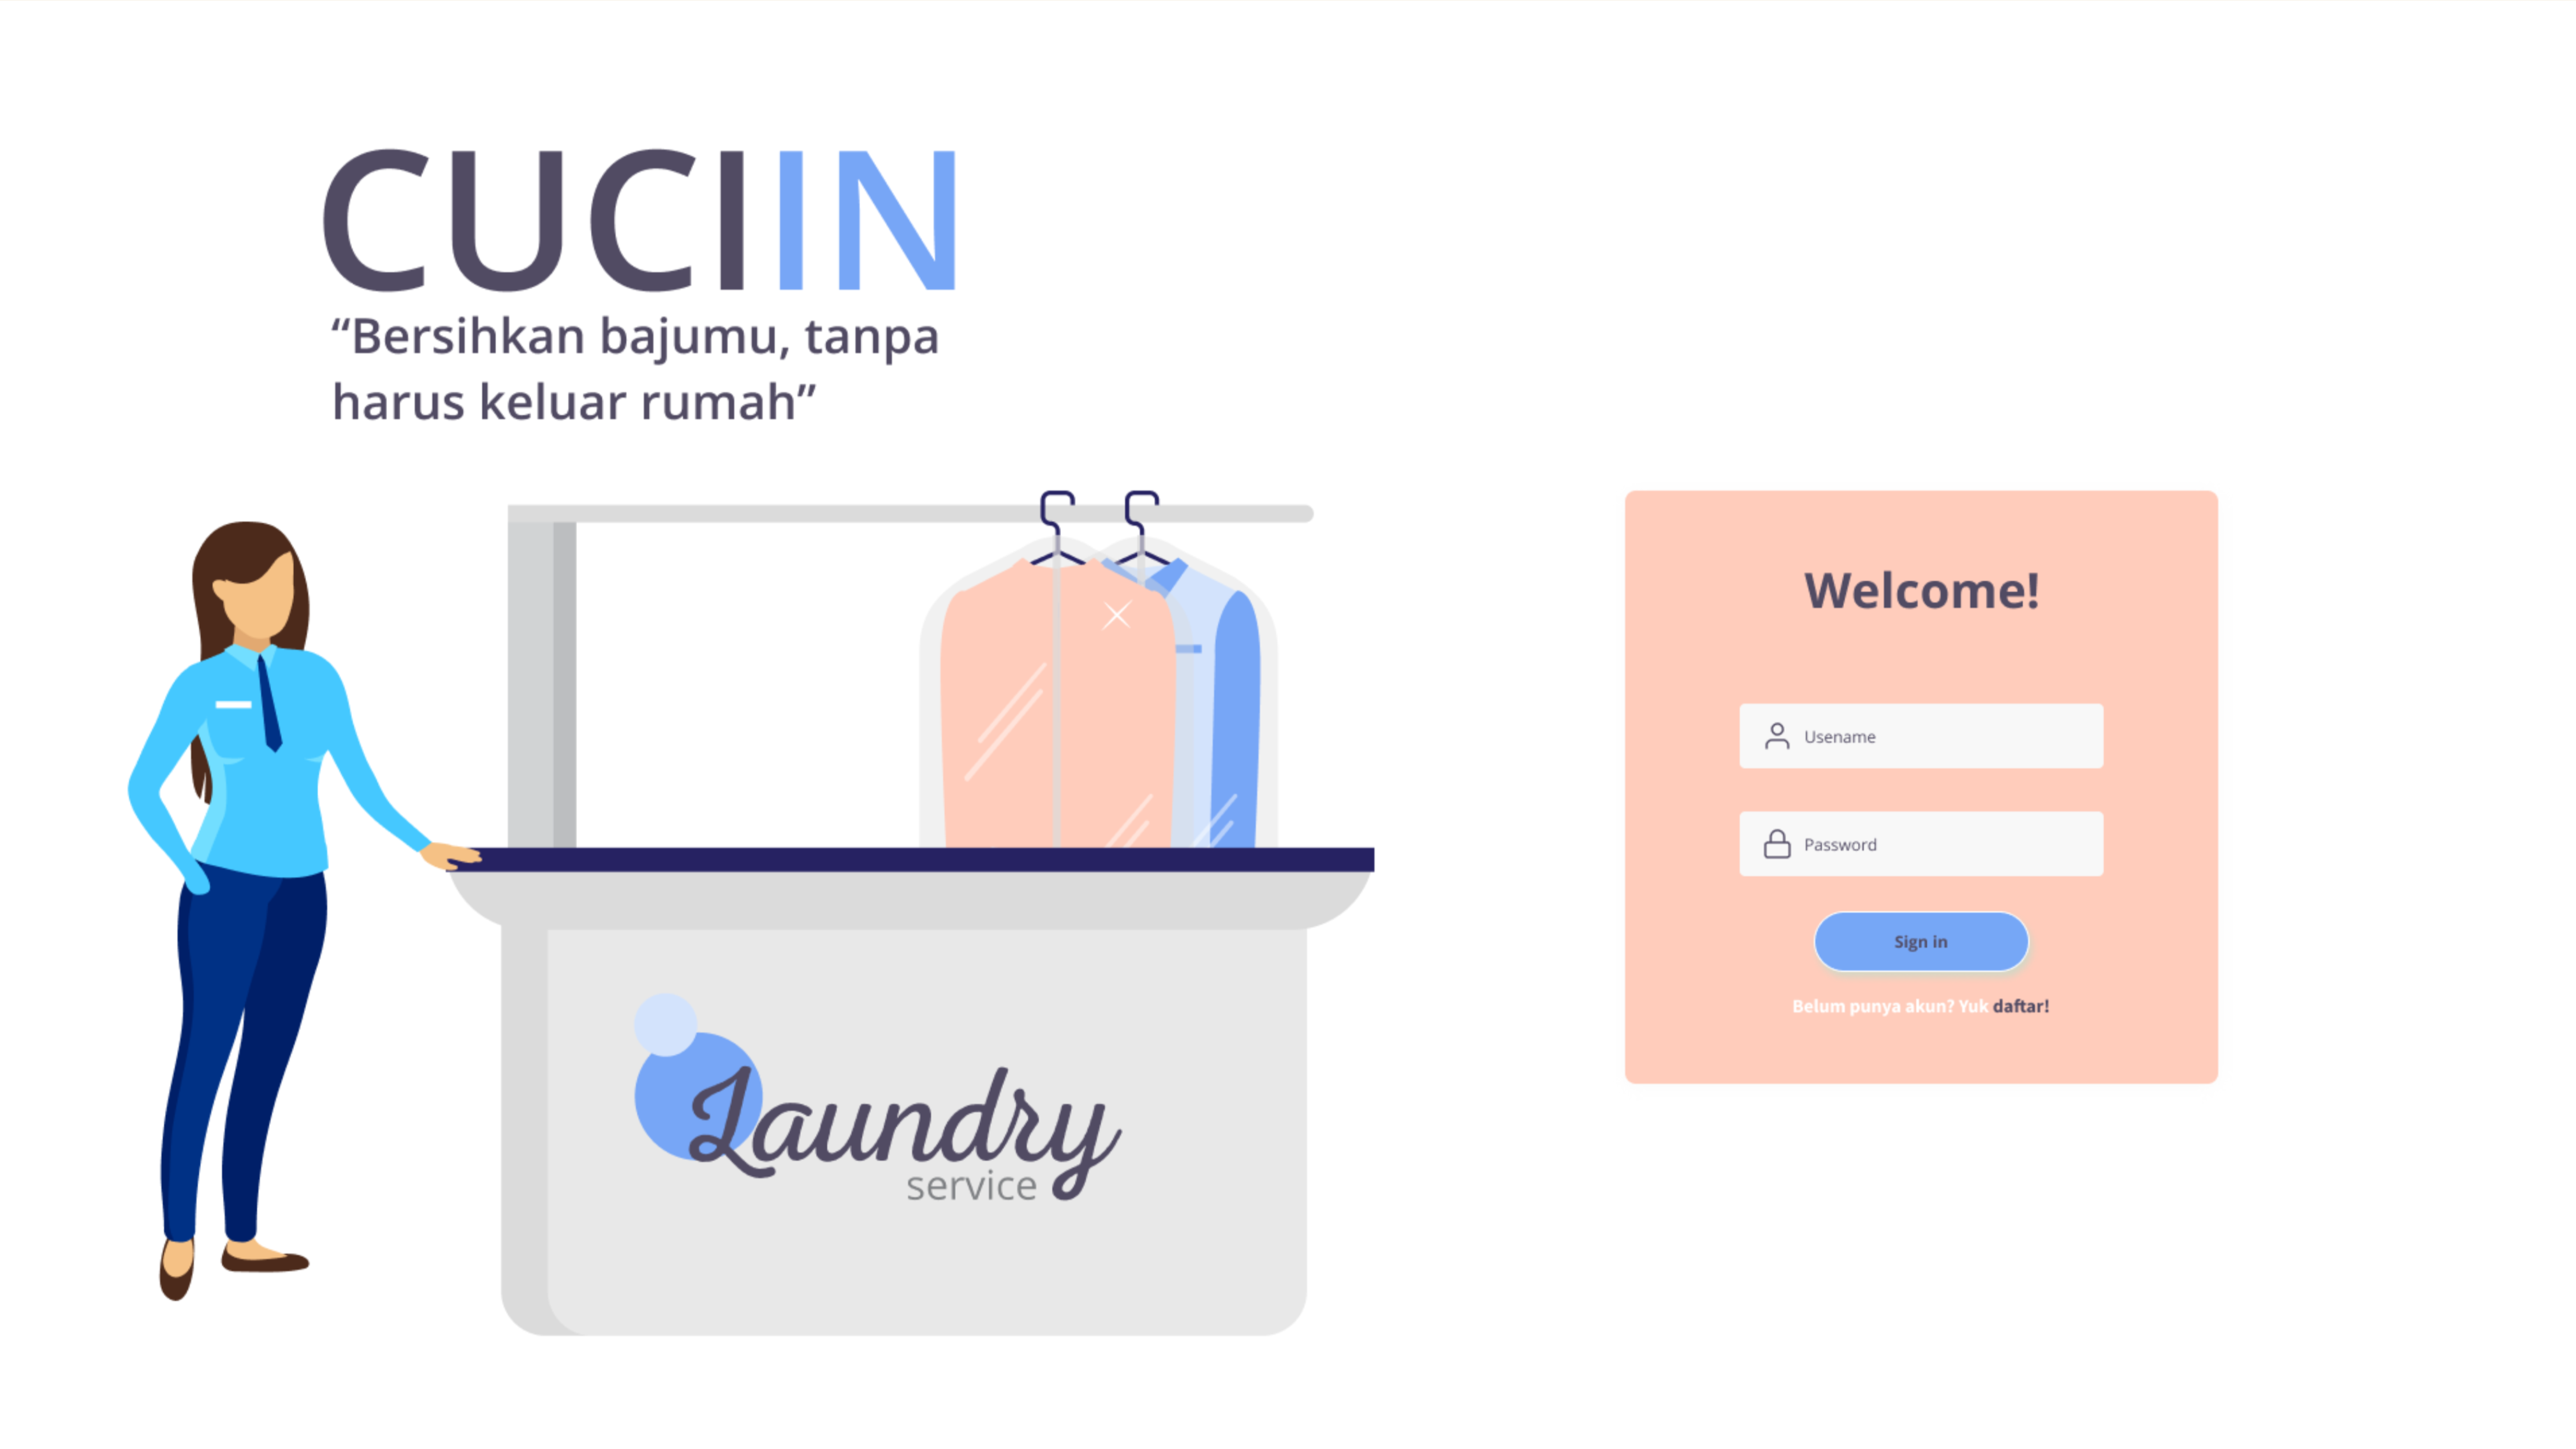 CUCIIN
“Bersihkan bajumu, tanpa
harus keluar rumah”
Welcome!
Usename
Password
Sign in
Belum punya akun? Yuk daftar!
Laundry
service